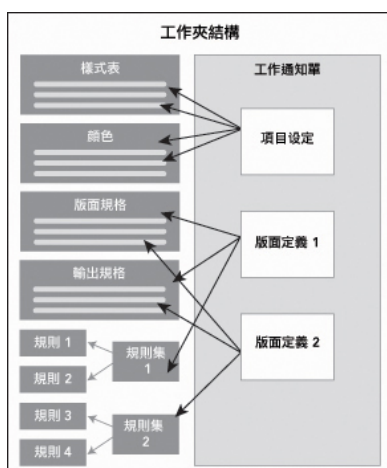 工作夾結構
樣式表
顏色
版面規格
輸出規格
規則 1
規則 2
規則 3
規則 4
規則集
1
規則集
2
工作通知單
項目设定
版面定義 1
版面定義 2